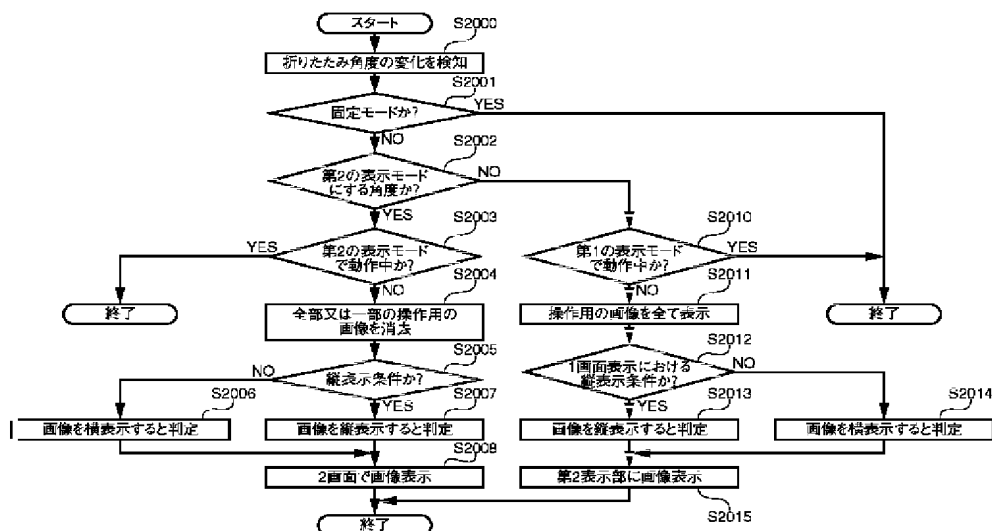 スタート
S2000
折りたたみ角度の変化を検知
S2001
固定モードか?
YES
NO
S2002
第2の表示モード
にする角度か?
NO
YES
S2003
S2010
YES
第2の表示モード
で動作中か?
第1の表示モード
で動作中か?
YES
S2004
S2011
NO
NO
終了
全部又は一部の操作用の
画像を消去
操作用の画像を全て表示
終了
S2005
S2012
NO
縦表示条件か?
1画面表示における
縦表示条件か?
NO
S2006
YES
S2007
YES
S2013
S2014
画像を横表示すると判定
画像を縦表示すると判定
画像を縦表示すると判定
画像を横表示すると判定
S2008
2画面で画像表示
第2表示部に画像表示
S2015
終了